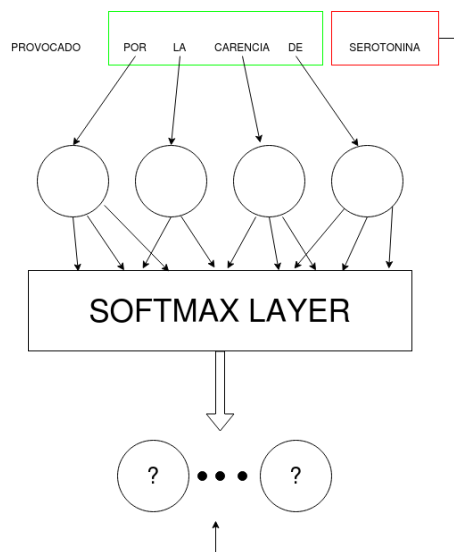 PROVOCADO POR LA CARENCIA DE SEROTONINA
SOFTMAX LAYER
? ?